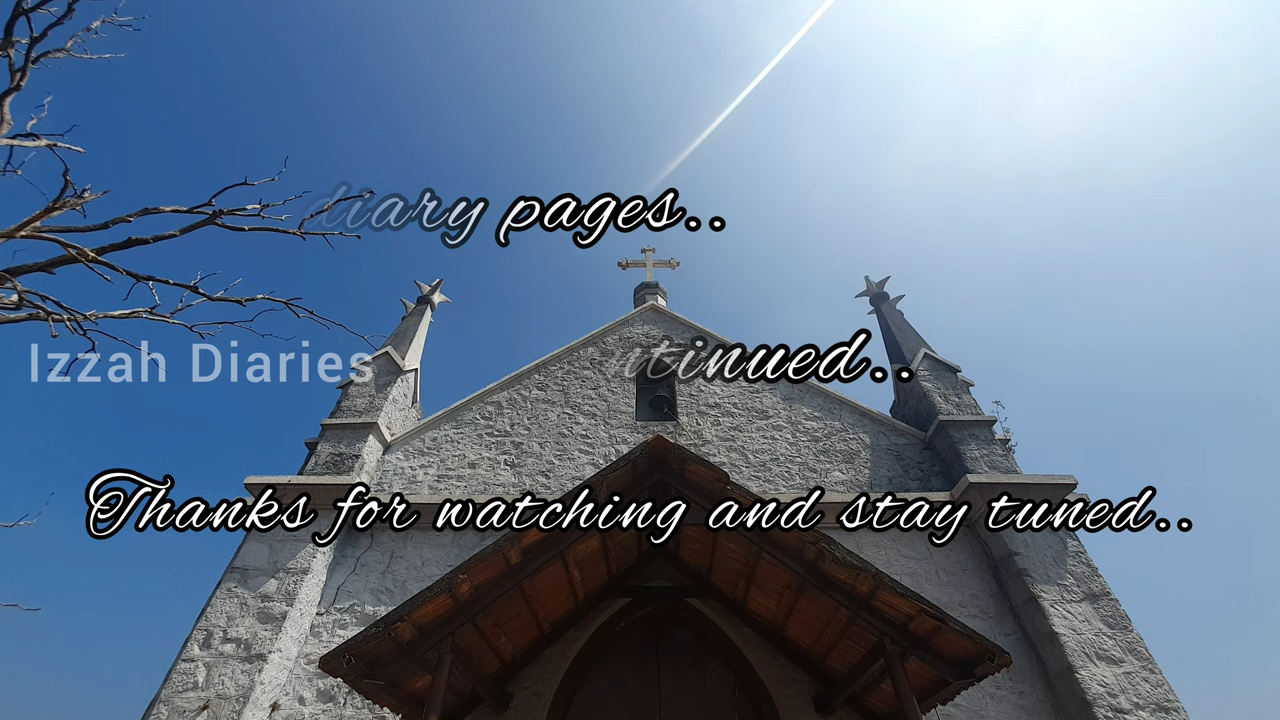 diary pages..
ntinued..
Izzah Diaries
Thanks for watching and stay tuned..